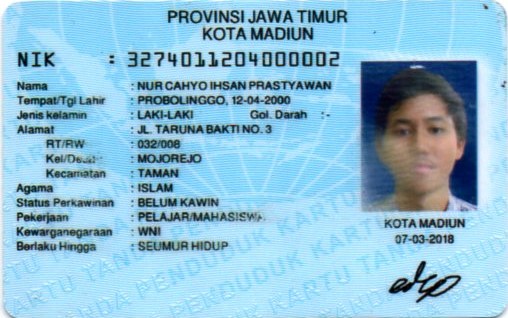 PROVINSI JAWA TIMUR
KOTA MADIUN
NIK : 3274011204000002
Nama : NUR CAHYO IHSAN PRASTYAWAN
Tempat/Tgl Lahir : PROBOLINGGO, 12-04-2000
Jenis kelamin : LAKI-LAKI Gol. Darah :-
Alamat : JL. TARUNA BAKTI NO. 3
RT/RW : 032/008
Kel/Desa : MOJOREJO
Kecamatan : TAMAN
Agama : ISLAM
Status Perkawinan : BELUM KAWIN
Pekerjaan : PELAJAR/MAHASISWA
Kewarganegaraan : WNI
Berlaku Hingga : SEUMUR HIDUP
KOTA MADIUN
07-03-2018
KARTU TANDA PENDUDUK KARTU TANDA PENDUDUK